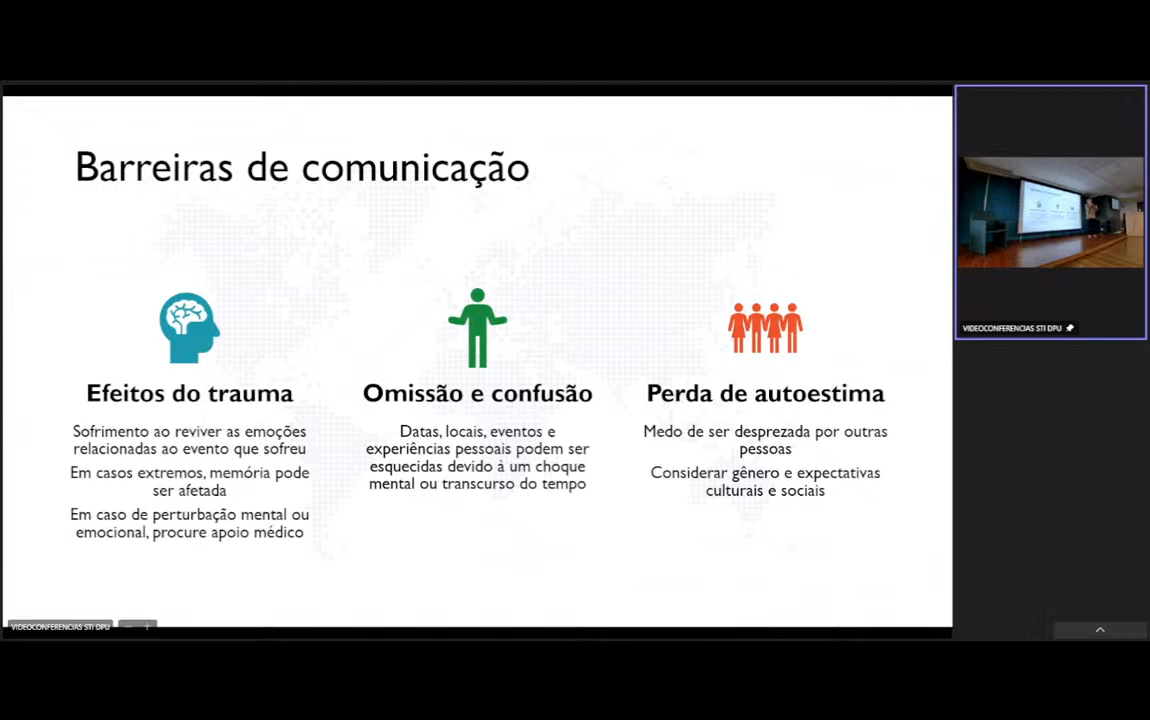 Barreiras de comunicação
Efeitos do trauma
Sofrimento ao reviver as emoções
relacionadas ao evento que sofreu
Em casos extremos, memória pode
ser afetada
Em caso de perturbação mental ou
emocional, procure apoio médico
Omissão e confusão
Datas, locais, eventos e
experiências pessoais podem ser
esquecidas devido à um choque
mental ou transcurso do tempo
Perda de autoestima
Medo de ser desprezada por outras
pessoas
Considerar gênero e expectativas
culturais e sociais
VIDEOCONFERENCIAS STI DPU
VIDEOCONFERENCIAS STI DPU